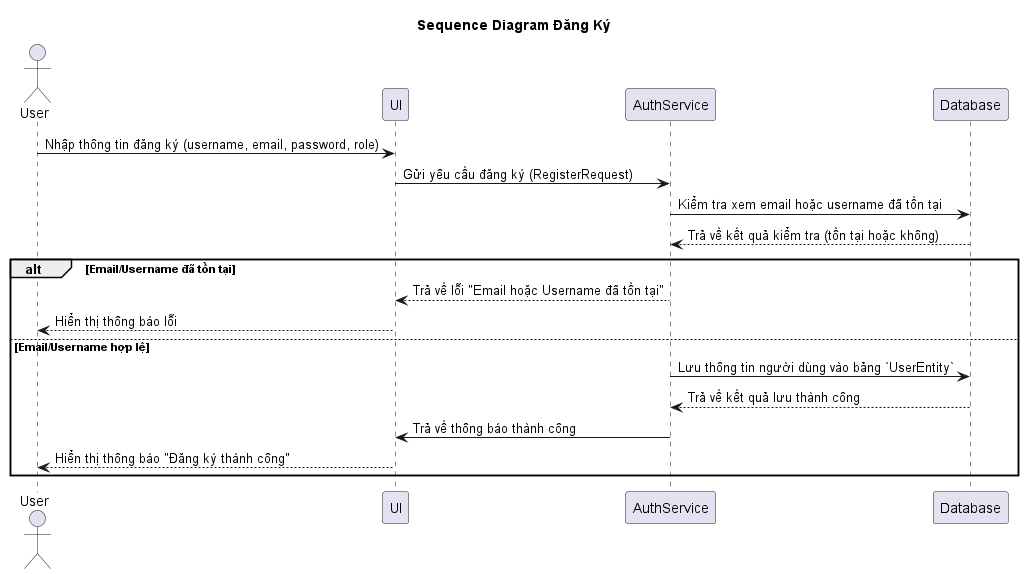 Sequence Diagram Đăng Ký
User
UI
AuthService
Database
Nhập thông tin đăng ký (username, email, password, role)
Gửi yêu cầu đăng ký (RegisterRequest)
Kiểm tra xem email hoặc username đã tồn tại
Trả về kết quả kiểm tra (tồn tại hoặc không)
alt [Email/Username đã tồn tại]
Trả về lỗi "Email hoặc Username đã tồn tại"
Hiển thị thông báo lỗi
[Email/Username hợp lệ]
Lưu thông tin người dùng vào bảng `UserEntity`
Trả về kết quả lưu thành công
Trả về thông báo thành công
Hiển thị thông báo "Đăng ký thành công"
User
UI
AuthService
Database